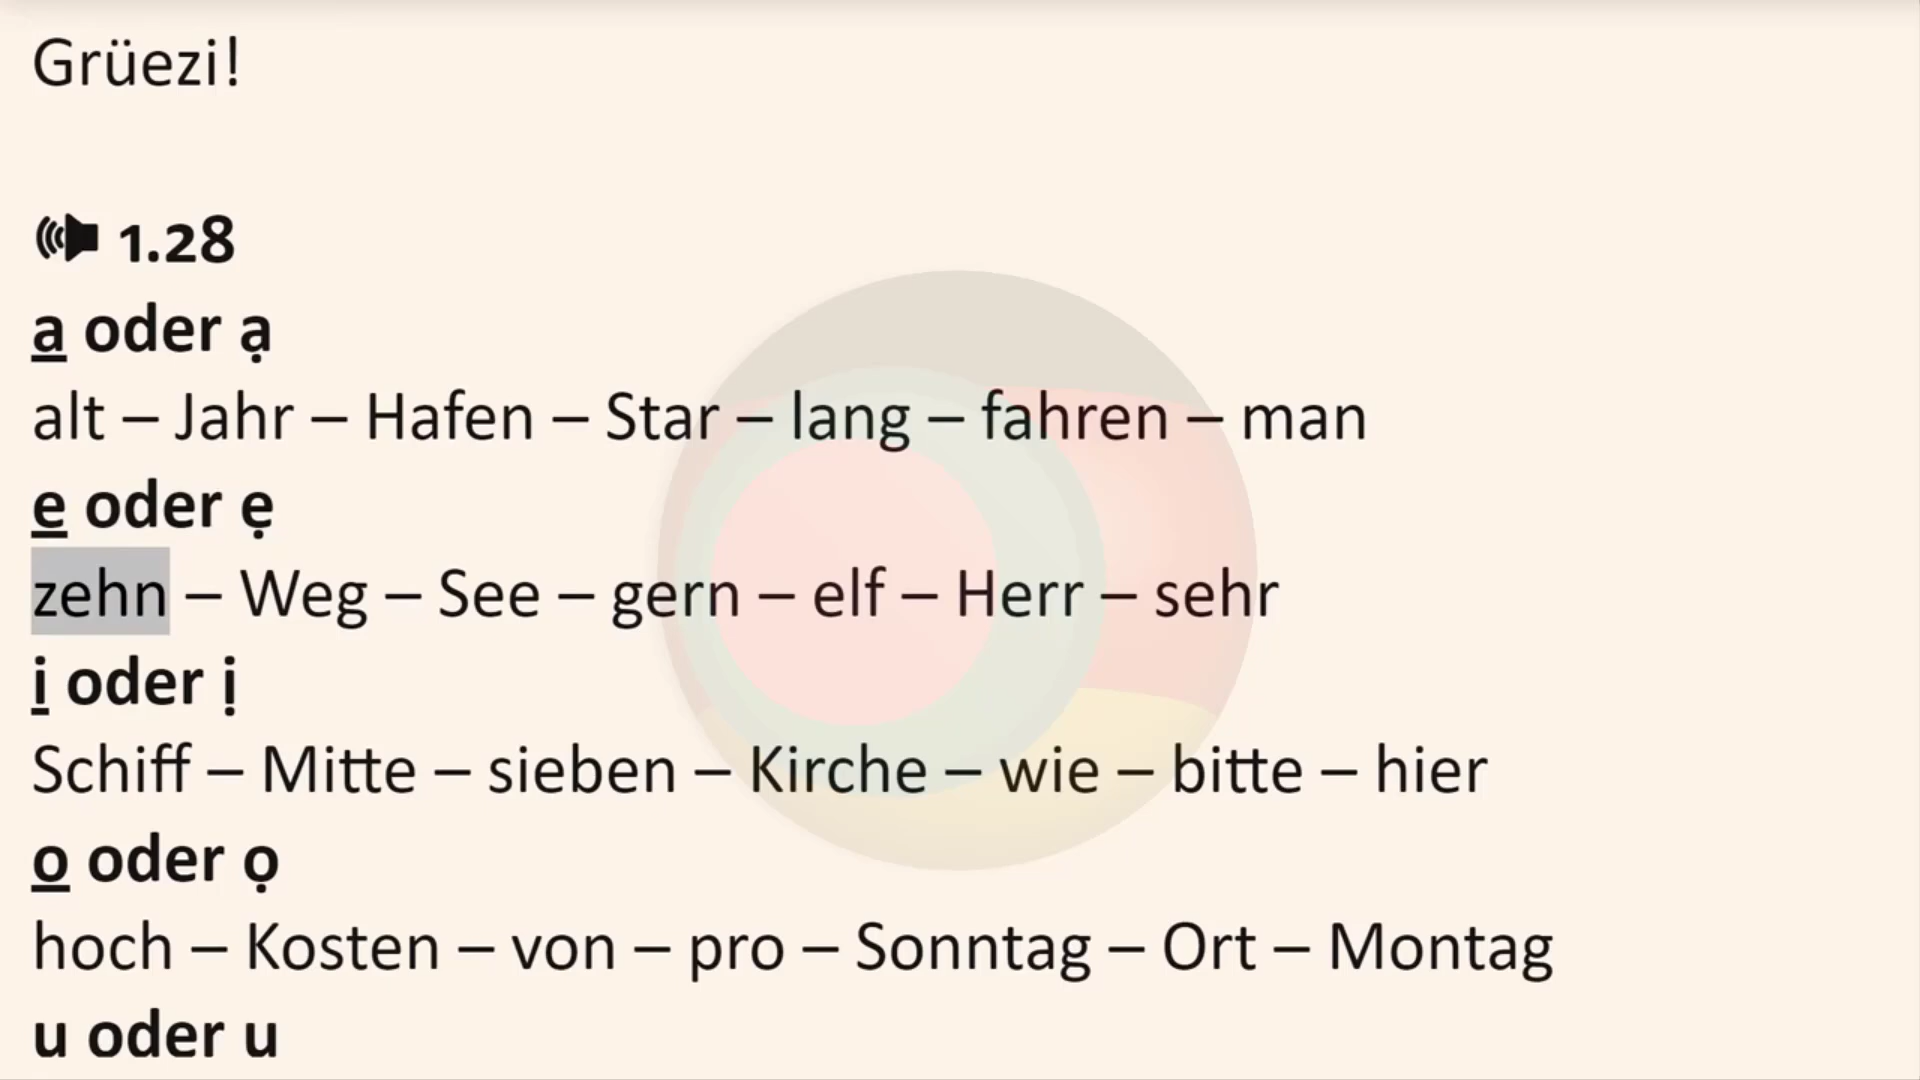 Grüezi!
1.28
a oder ạ
alt – Jahr – Hafen – Star – lang – fahren – man
e oder ẹ
zehn – Weg – See – gern – elf – Herr – sehr
i oder ị
Schiff – Mitte – sieben – Kirche – wie – bitte – hier
o oder ọ
hoch – Kosten – von – pro – Sonntag – Ort – Montag
u oder u